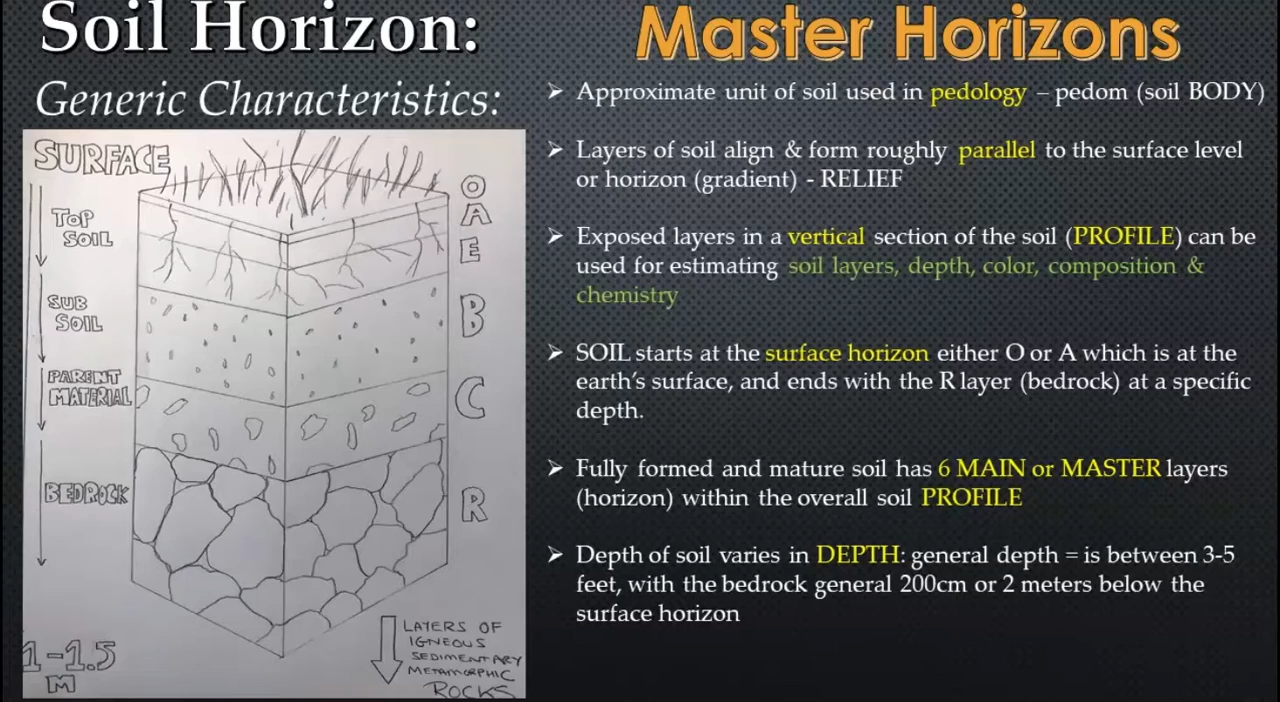 Soil Horizon:
Generic Characteristics:
SURFACE
TOP
SOIL
SUB
SOIL
PARENT
MATERIAL
BEDROCK
1-1.5
M
O
A
E
B
C
R
LAYERS OF
IGNEOUS
SEDIMENTARY
METAMORPHIC
ROCKS
Master Horizons
➢ Approximate unit of soil used in pedology – pedom (soil BODY)
➢ Layers of soil align & form roughly parallel to the surface level
or horizon (gradient) - RELIEF
➢ Exposed layers in a vertical section of the soil (PROFILE) can be
used for estimating soil layers, depth, color, composition &
chemistry
➢ SOIL starts at the surface horizon either O or A which is at the
earth's surface, and ends with the R layer (bedrock) at a specific
depth.
➢ Fully formed and mature soil has 6 MAIN or MASTER layers
(horizon) within the overall soil PROFILE
➢ Depth of soil varies in DEPTH: general depth = is between 3-5
feet, with the bedrock general 200cm or 2 meters below the
surface horizon